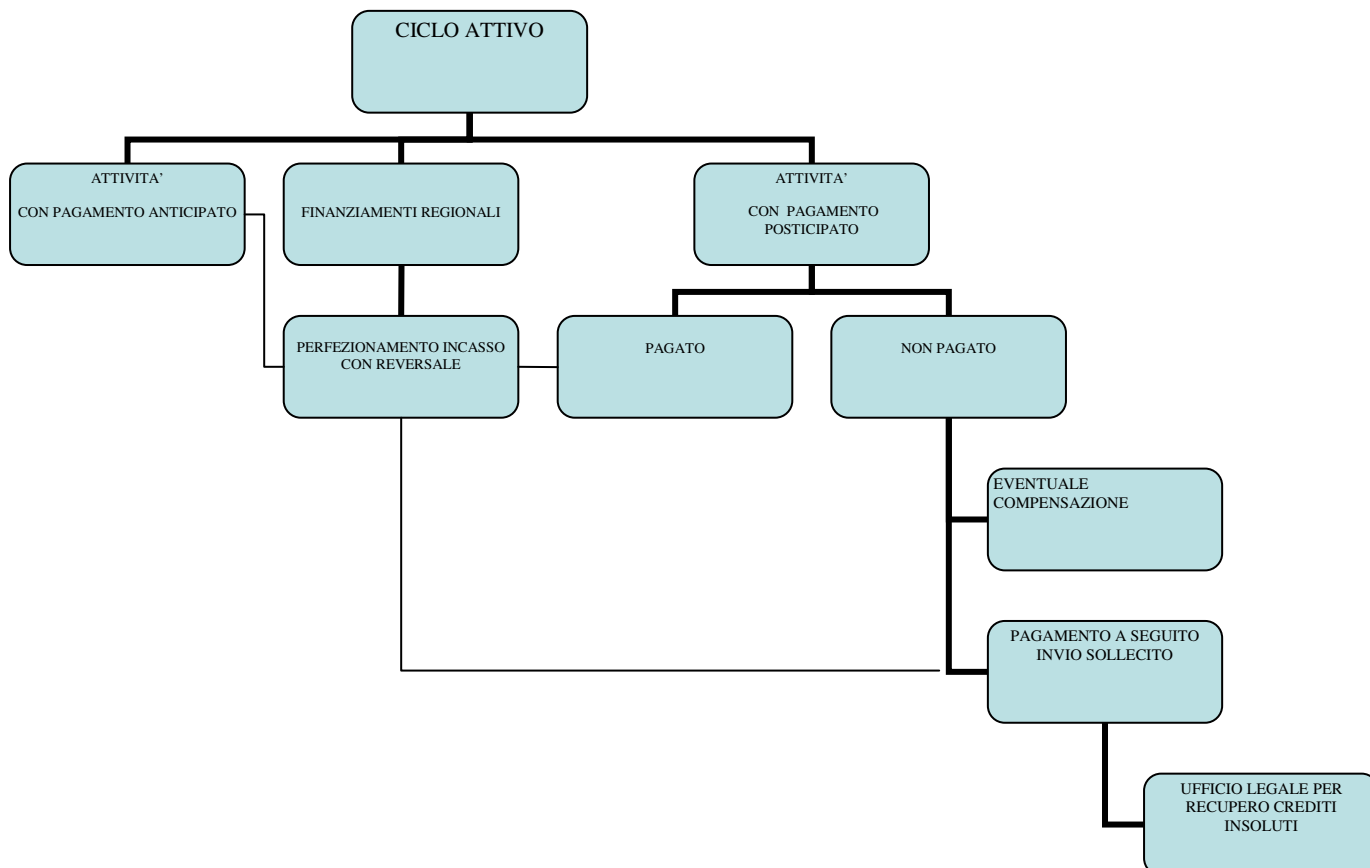 CICLO ATTIVO
ATTIVITA’
CON PAGAMENTO ANTICIPATO
FINANZIAMENTI REGIONALI
ATTIVITA’
CON PAGAMENTO
POSTICIPATO
PERFEZIONAMENTO INCASSO
CON REVERSALE
PAGATO
NON PAGATO
EVENTUALE
COMPENSAZIONE
PAGAMENTO A SEGUITO
INVIO SOLLECITO
UFFICIO LEGALE PER
RECUPERO CREDITI
INSOLUTI